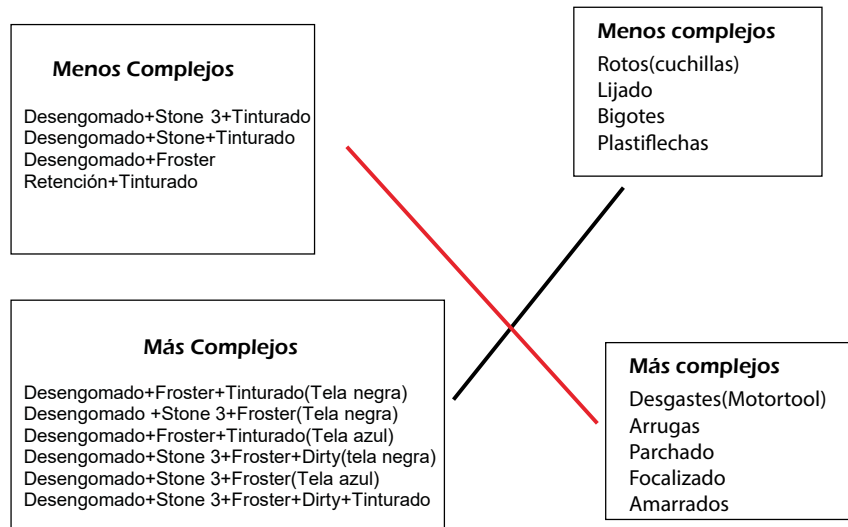 Menos Complejos
Desengomado+Stone 3+Tinturado
Desengomado+Stone+Tinturado
Desengomado+Froster
Retención+Tinturado
Menos complejos
Rotos(cuchillas)
Lijado
Bigotes
Plastiflechas
Más Complejos
Desengomado+Froster+Tinturado(Tela negra)
Desengomado +Stone 3+Froster(Tela negra)
Desengomado+Froster+Tinturado(Tela azul)
Desengomado+Stone 3+Froster+Dirty(tela negra)
Desengomado+Stone 3+Froster(Tela azul)
Desengomado+Stone 3+Froster+Dirty+Tinturado
Más complejos
Desgastes(Motortool)
Arrugas
Parchado
Focalizado
Amarrados